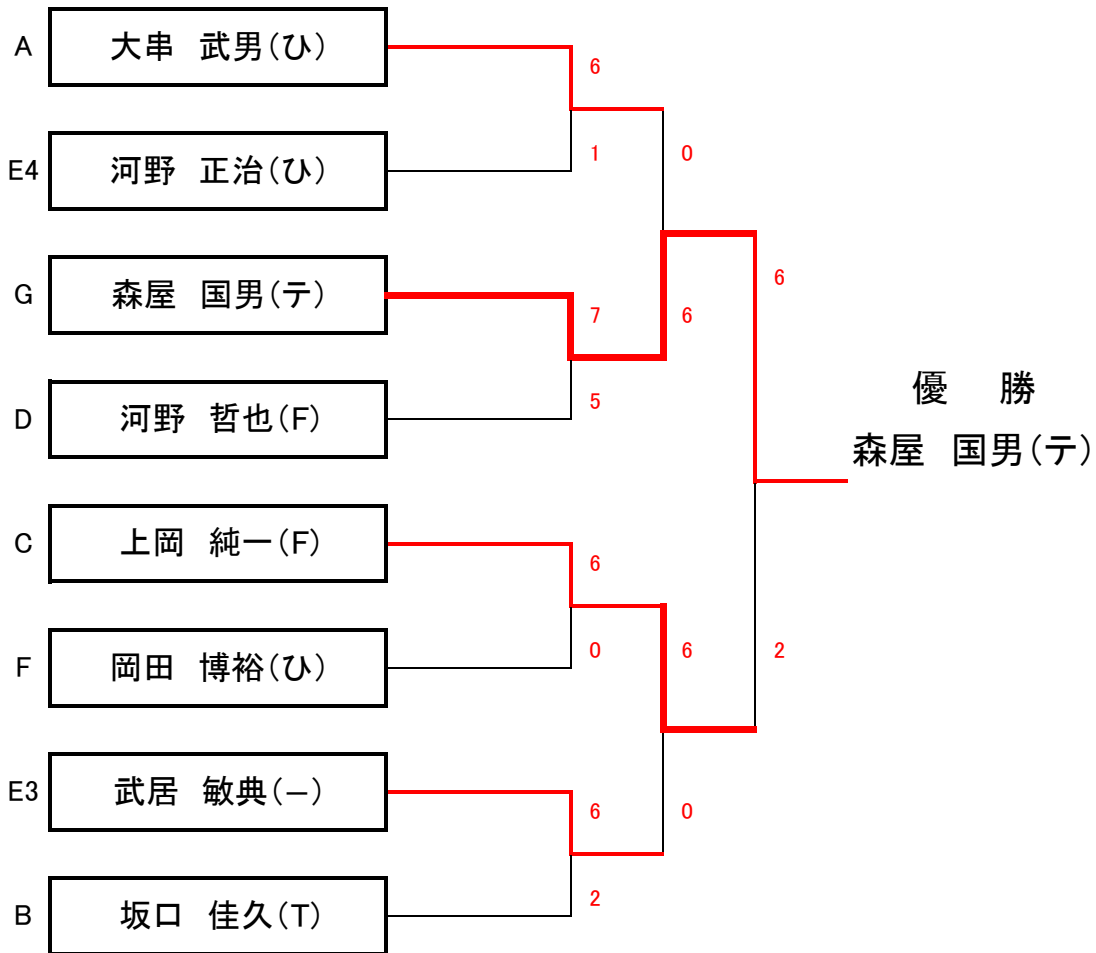 A 大串 武男(ひ)
6
1
0
E4 河野 正治(ひ)
G 森屋 国男(テ)
7
6
6
5
D 河野 哲也(F)
優 勝
森屋 国男(テ)
C 上岡 純一(F)
6
0
6
2
F 岡田 博裕(ひ)
E3 武居 敏典(−)
6
0
2
B 坂口 佳久(T)